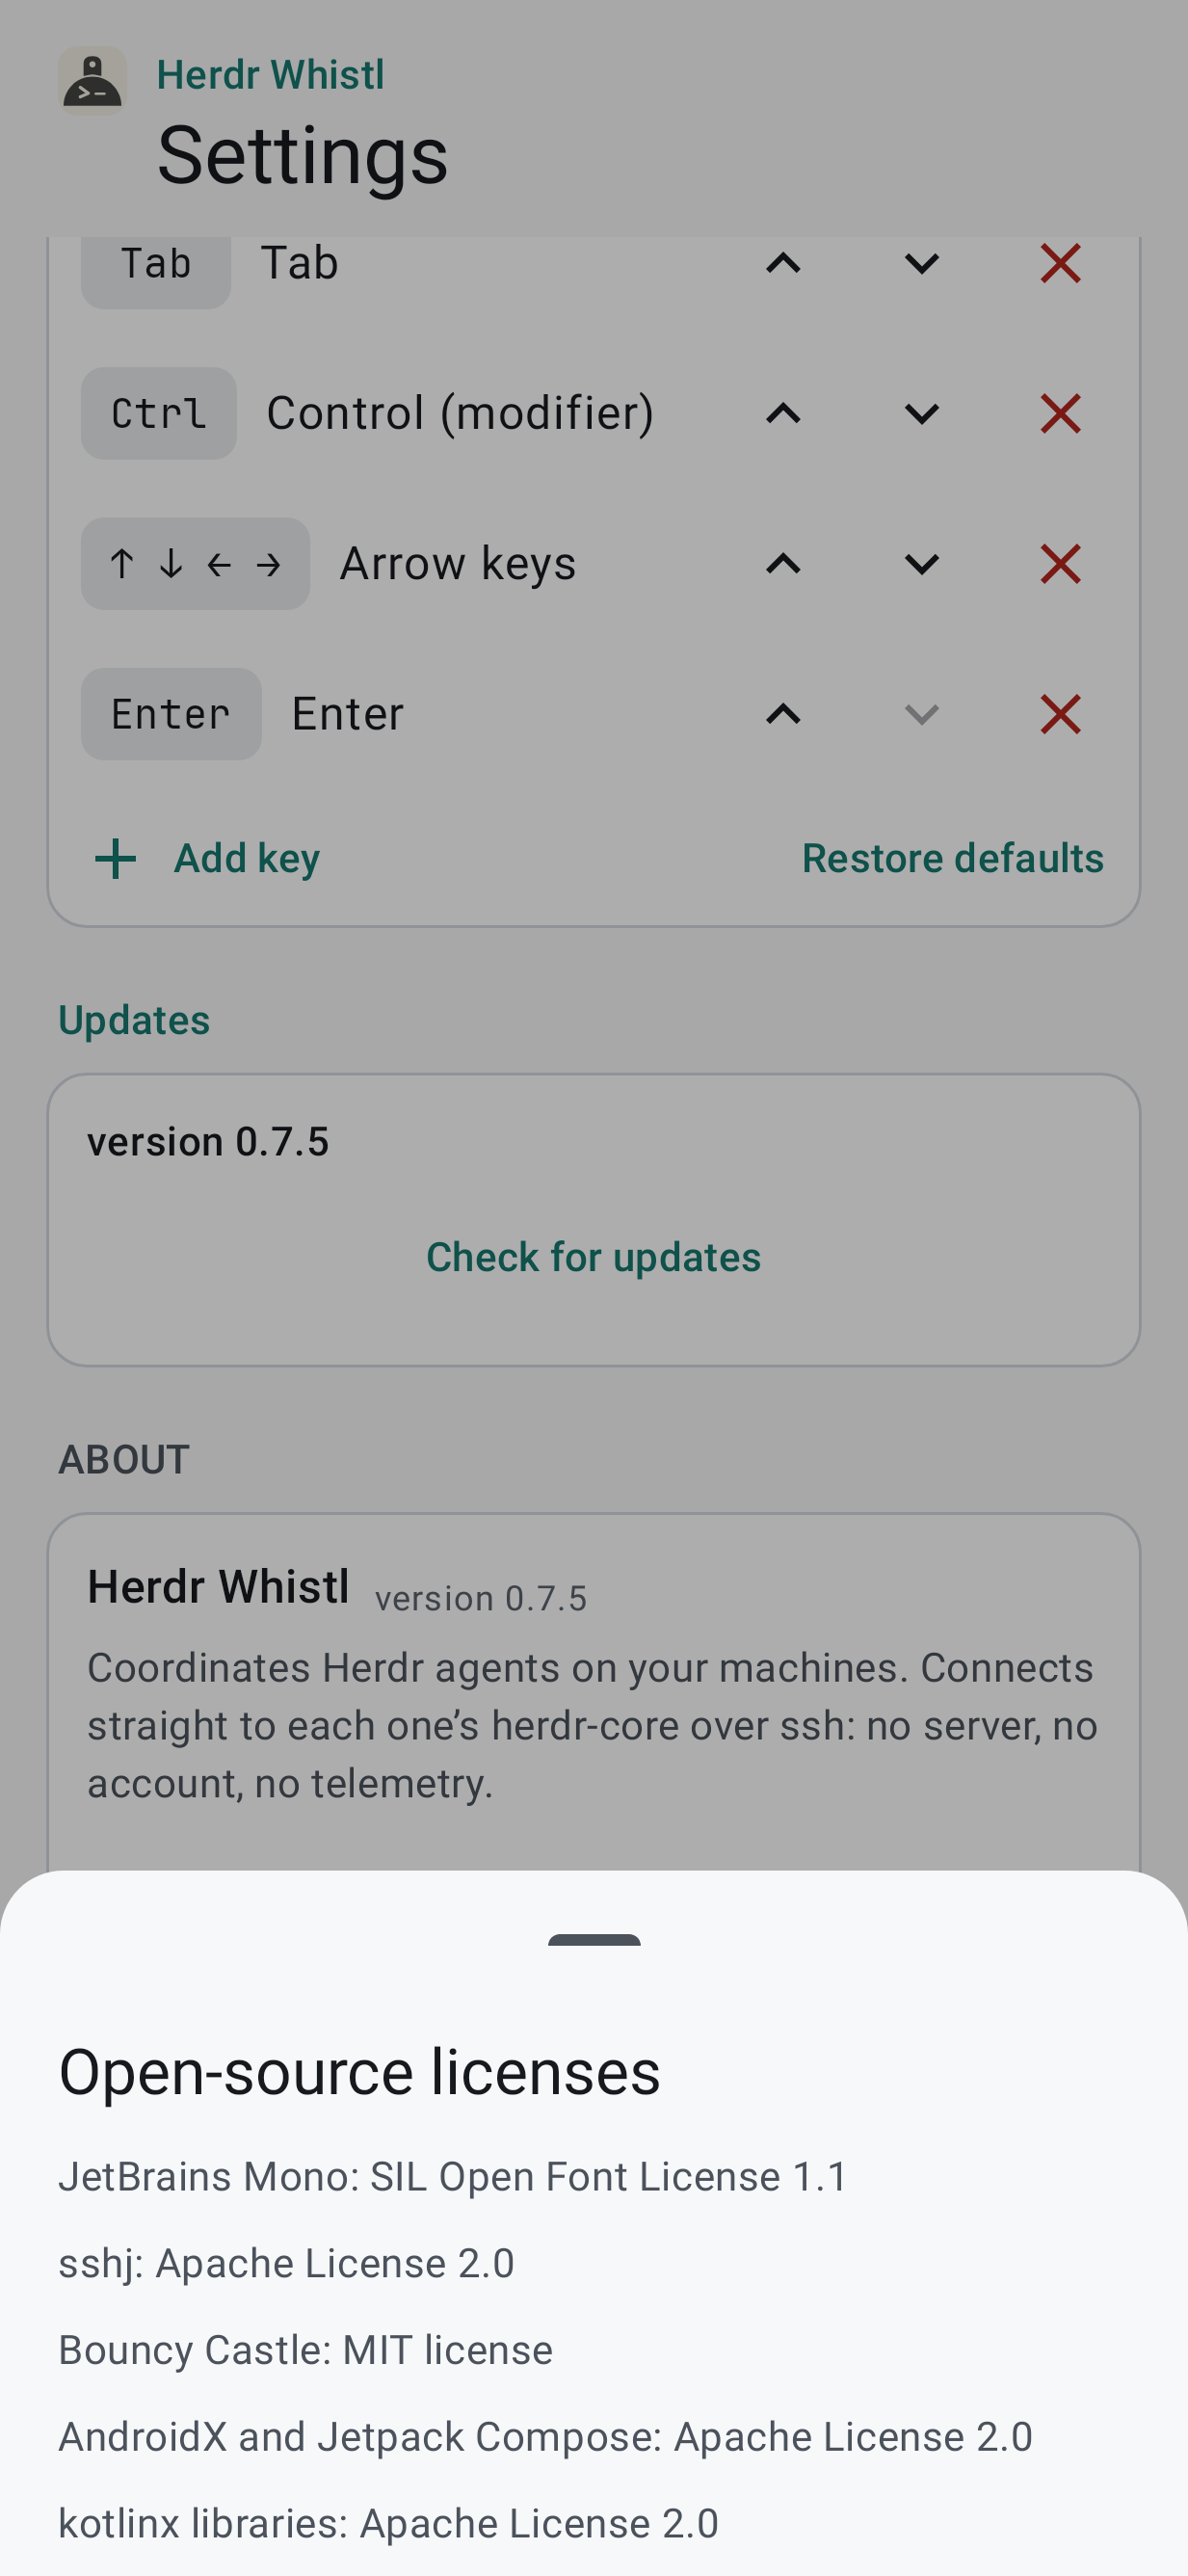 Herdr Whistl
Settings
Tab Tab
Ctrl Control (modifier)
↑ ↓ ← → Arrow keys
Enter Enter
Add key Restore defaults
Updates
version 0.7.5
Check for updates
ABOUT
Herdr Whistl version 0.7.5
Coordinates Herdr agents on your machines. Connects
straight to each one’s herdr-core over ssh: no server, no
account, no telemetry.
Open-source licenses
JetBrains Mono: SIL Open Font License 1.1
sshj: Apache License 2.0
Bouncy Castle: MIT license
AndroidX and Jetpack Compose: Apache License 2.0
kotlinx libraries: Apache License 2.0